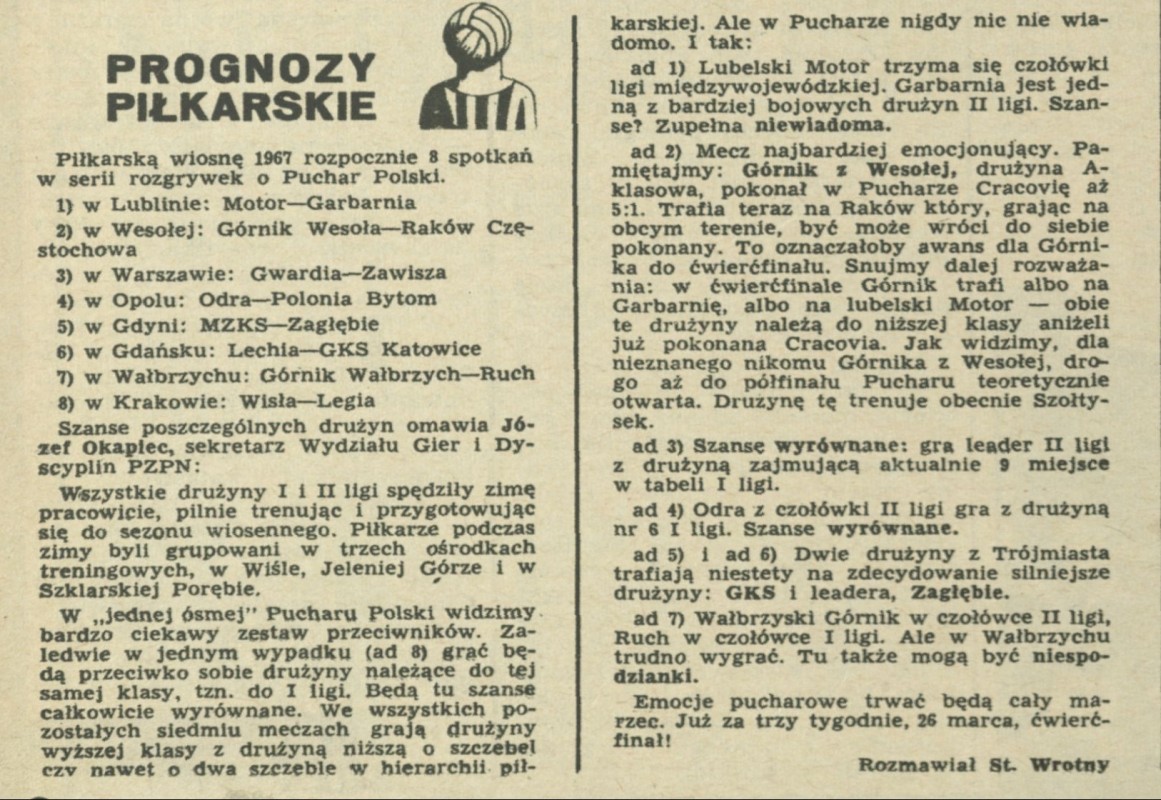 PROGNOZY
PIŁKARSKIE
Piłkarską wiosnę 1967 rozpocznie 8 spotkań
w serii rozgrywek o Puchar Polski.
1) w Lublinie: Motor—Garbarnia
2) w Wesołej: Górnik Wesoła—Raków Czę-
stochowa
3) w Warszawie: Gwardia—Zawisza
4) w Opolu: Odra—Polonia Bytom
5) w Gdyni: MZKS—Zagłębie
6) w Gdańsku: Lechia—GKS Katowice
7) w Wałbrzychu: Górnik Wałbrzych—Ruch
8) w Krakowie: Wisła—Legia
Szanse poszczególnych drużyn omawia Jó-
zef Okapiec, sekretarz Wydziału Gier i Dy-
scyplin PZPN:
Wszystkie drużyny I i II ligi spędziły zimę
pracowicie, pilnie trenując i przygotowując
się do sezonu wiosennego. Piłkarze podczas
zimy byli grupowani w trzech ośrodkach
treningowych, w Wiśle, Jeleniej Górze i w
Szklarskiej Porębie.
W „jednej ósmej" Pucharu Polski widzimy
bardzo ciekawy zestaw przeciwników. Za-
ledwie w jednym wypadku (ad 8) grać bę-
dą przeciwko sobie drużyny należące do tej
samej klasy, tzn. do I ligi. Będą tu szanse
całkowicie wyrównane. We wszystkich po-
zostałych siedmiu meczach grają drużyny
wyższej klasy z drużyną niższą o szczebel
czy nawet o dwa szczeble w hierarchii pił-
karskiej. Ale w Pucharze nigdy nic nie wia-
domo. I tak:
ad 1) Lubelski Motor trzyma się czołówki
ligi międzywojewódzkiej. Garbarnia jest jed-
ną z bardziej bojowych drużyn II ligi. Szan-
se? Zupełna niewiadoma.
ad 2) Mecz najbardziej emocjonujący. Pa-
miętajmy: Górnik z Wesołej, drużyna A-
klasowa, pokonał w Pucharze Cracovię aż
5:1. Trafia teraz na Raków który, grając na
obcym terenie, być może wróci do siebie
pokonany. To oznaczałoby awans dla Górni-
ka do ćwierćfinału. Snujmy dalej rozważa-
nia: w ćwierćfinale Górnik trafi albo na
Garbarnię, albo na lubelski Motor — obie
te drużyny należą do niższej klasy aniżeli
już pokonana Cracovia. Jak widzimy, dla
nieznanego nikomu Górnika z Wesołej, dro-
go aż do półfinału Pucharu teoretycznie
otwarta. Drużynę tę trenuje obecnie Szołty-
sek.
ad 3) Szanse wyrównane: gra leader II ligi
z drużyną zajmującą aktualnie 9 miejsce
w tabeli I ligi.
ad 4) Odra z czołówki II ligi gra z drużyną
nr 6 I ligi. Szanse wyrównane.
ad 5) i ad 6) Dwie drużyny z Trójmiasta
trafiają niestety na zdecydowanie silniejsze
drużyny: GKS i leadera, Zagłębie.
ad 7) Wałbrzyski Górnik w czołówce II ligi,
Ruch w czołówce I ligi. Ale w Wałbrzychu
trudno wygrać. Tu także mogą być niespo-
dzianki.
Emocje pucharowe trwać będą cały ma-
rzec. Już za trzy tygodnie, 26 marca, ćwierć-
finał!
Rozmawiał St. Wrotny